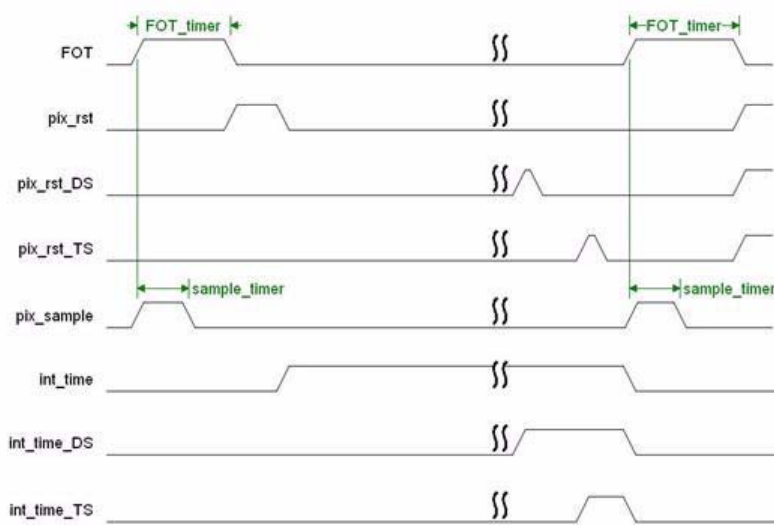 FOT_timer FOT_timer
FOT
pix_rst
pix_rst_DS
pix_rst_TS
sample_timer sample_timer
pix_sample
int_time
int_time_DS
int_time_TS